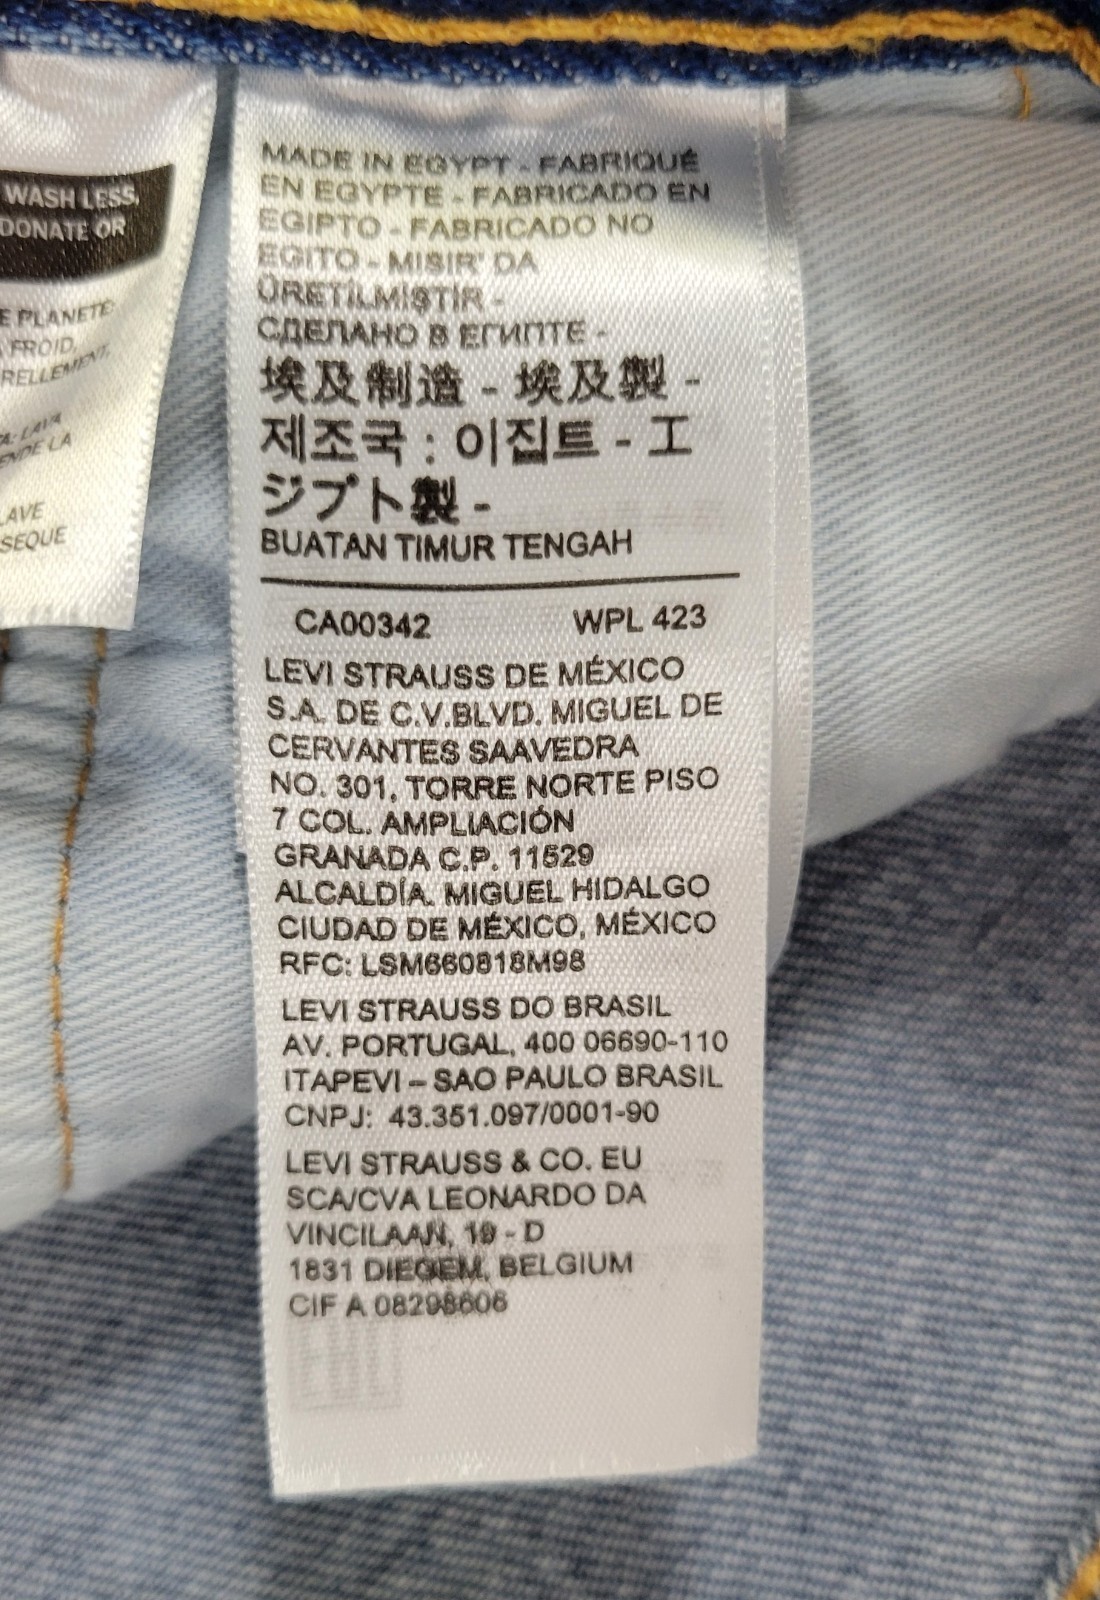 WASH LESS,
DONATE OR
E PLANETE:
FROID,
RELLEMENT,
A: LAVA
ENDE LA
LAVE
SEQUE
MADE IN EGYPT - FABRIQUÉ
EN EGYPTE - FABRICADO EN
EGIPTO - FABRICADO NO
EGITO - MISIR' DA
ÜRETİLMİŞTİR -
СДЕЛАНО В ЕГИПТЕ -
埃及制造 - 埃及製 -
제조국 : 이집트 - エ
ジプト製 -
BUATAN TIMUR TENGAH
CA00342 WPL 423
LEVI STRAUSS DE MÉXICO
S.A. DE C.V.BLVD. MIGUEL DE
CERVANTES SAAVEDRA
NO. 301, TORRE NORTE PISO
7 COL. AMPLIACIÓN
GRANADA C.P. 11529
ALCALDÍA. MIGUEL HIDALGO
CIUDAD DE MÉXICO, MÉXICO
RFC: LSM660818M98
LEVI STRAUSS DO BRASIL
AV. PORTUGAL, 400 06690-110
ITAPEVI – SAO PAULO BRASIL
CNPJ: 43.351.097/0001-90
LEVI STRAUSS & CO. EU
SCA/CVA LEONARDO DA
VINCILAAN, 19 - D
1831 DIEGEM, BELGIUM
CIF A 08298606